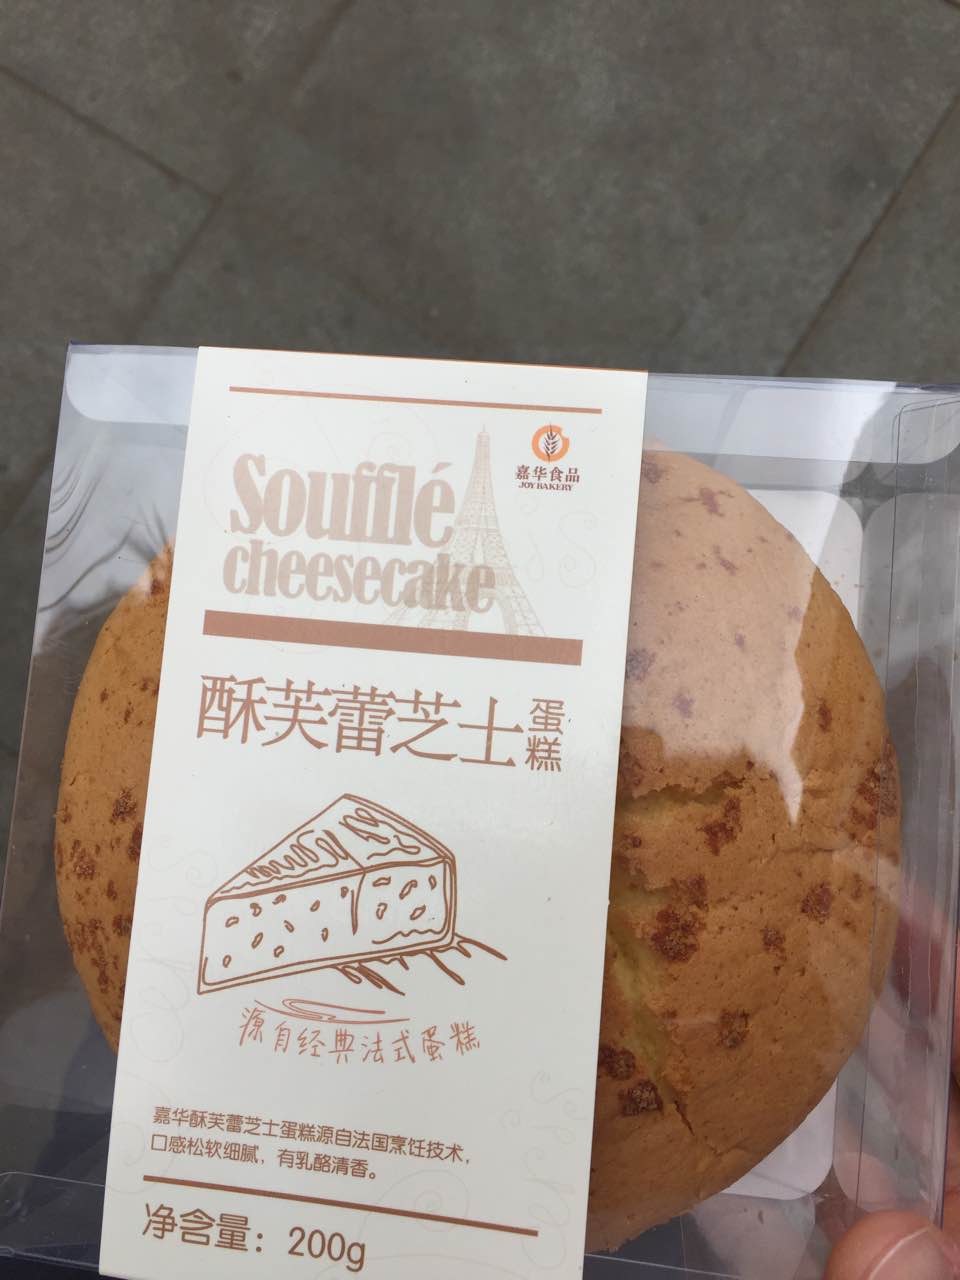 嘉华食品
JOY BAKERY
Soufflé
cheesecake
酥芙蕾芝士蛋糕
源自经典法式蛋糕
嘉华酥芙蕾芝士蛋糕源自法国烹饪技术，
口感松软细腻，有乳酪清香。
净含量：200g